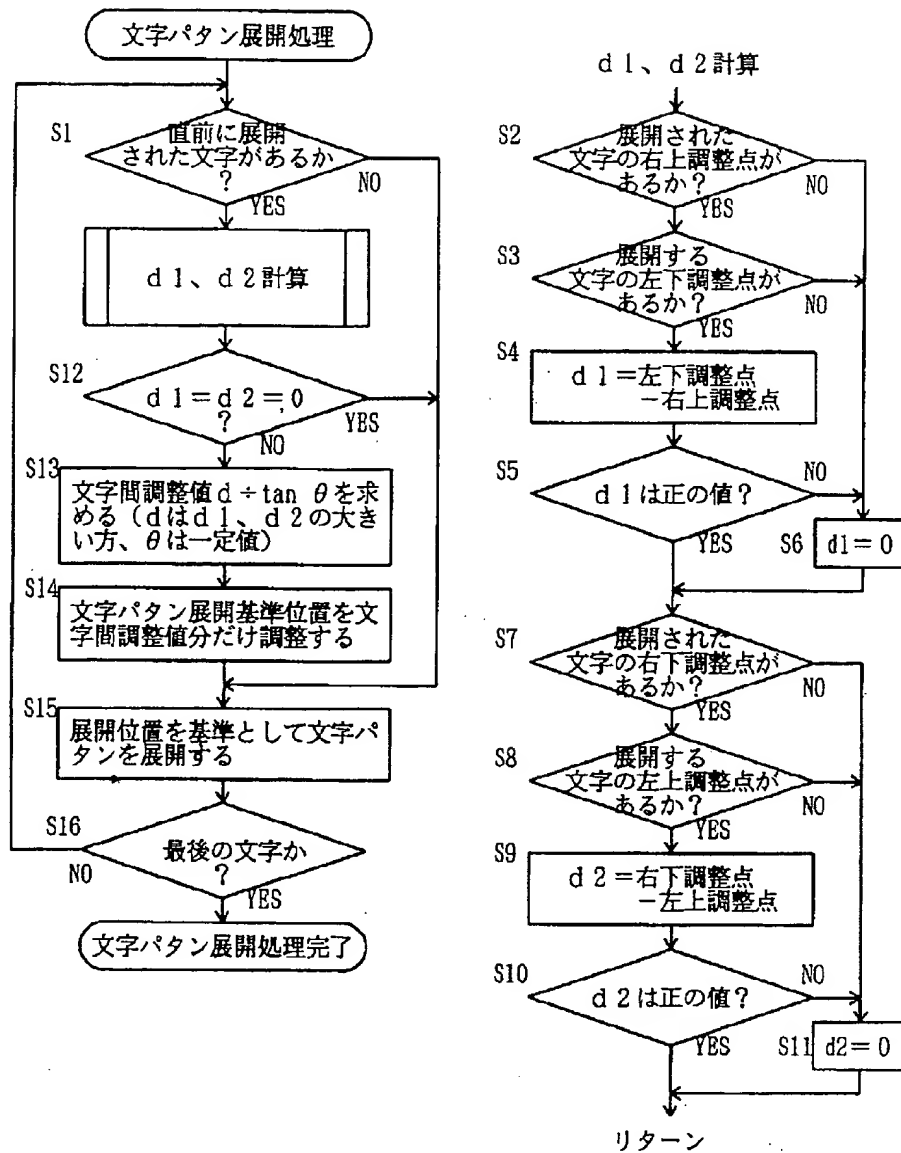 文字パタン展開処理
S1
直前に展開
された文字があるか
?
NO
YES
d1、d2計算
S12
d1=d2=0
?
YES
NO
S13
文字間調整値d÷tan θを求
める(dはd1、d2の大き
い方、θは一定値)
S14
文字パタン展開基準位置を文
字間調整値分だけ調整する
S15
展開位置を基準として文字パ
タンを展開する
S16
最後の文字か
?
NO
YES
文字パタン展開処理完了
d1、d2計算
S2
展開された
文字の右上調整点が
あるか?
NO
YES
S3
展開する
文字の左下調整点が
あるか?
NO
YES
S4
d1=左下調整点
−右上調整点
S5
d1は正の値?
NO
YES
S6
d1=0
S7
展開された
文字の右下調整点が
あるか?
NO
YES
S8
展開する
文字の左上調整点が
あるか?
NO
YES
S9
d2=右下調整点
−左上調整点
S10
d2は正の値?
NO
YES
S11
d2=0
リターン